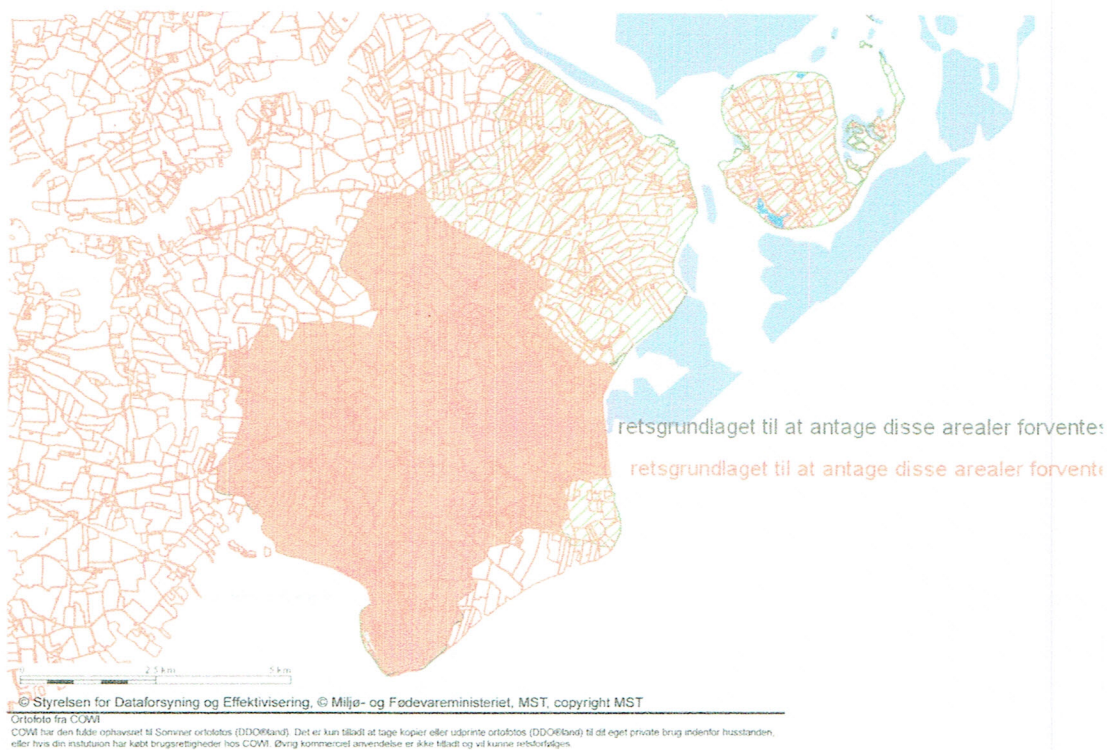 retsgrundlaget til at antage disse arealer forventes
retsgrundlaget til at antage disse arealer forvent
0 2.5 km 5 km
© Styrelsen for Dataforsyning og Effektivisering, © Miljø- og Fødevareministeriet, MST, copyright MST
Ortofoto fra COWI
COWI har den fulde ophavsret til Sommer ortofotos (DDO®land). Det er kun tilladt at tage kopier eller udprinte ortofotos (DDO®land) til dit eget private brug indenfor husstanden,
eller hvis din institution har købt brugsrettigheder hos COWI. Øvrig kommerciel anvendelse er ikke tilladt og vil kunne retsforfølges.